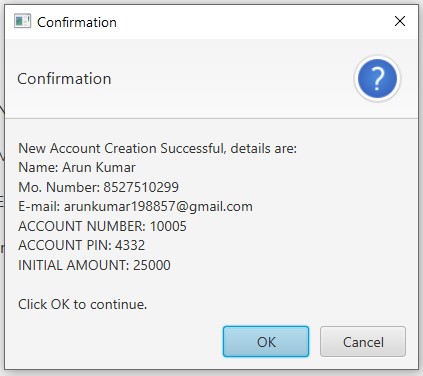 Confirmation
Confirmation
?
New Account Creation Successful, details are:
Name: Arun Kumar
Mo. Number: 8527510299
E-mail: arunkumar198857@gmail.com
ACCOUNT NUMBER: 10005
ACCOUNT PIN: 4332
INITIAL AMOUNT: 25000
Click OK to continue.
OK
Cancel